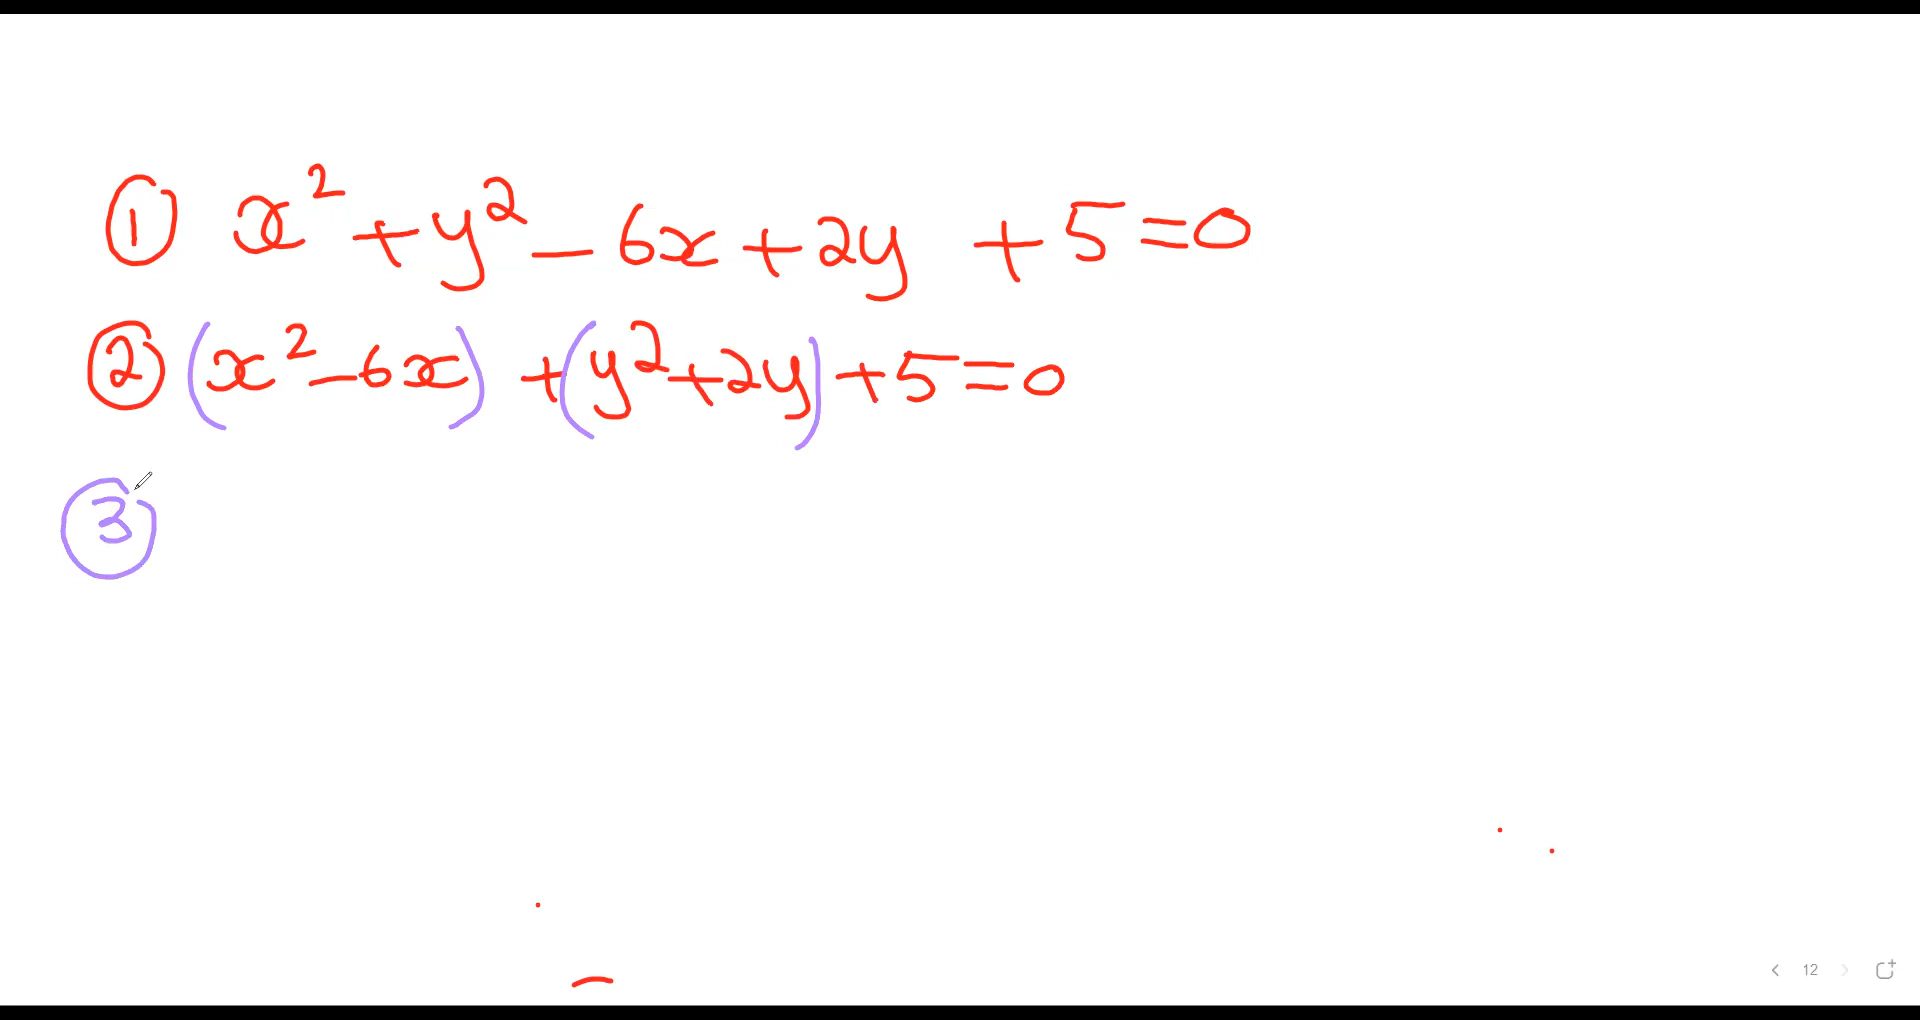 ① x² + y² - 6x + 2y + 5 = 0
② (x² - 6x) + (y² + 2y) + 5 = 0
③
12